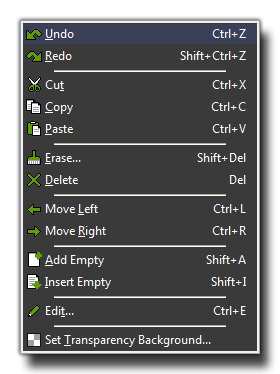 Undo Ctrl+Z
Redo Shift+Ctrl+Z
Cut Ctrl+X
Copy Ctrl+C
Paste Ctrl+V
Erase... Shift+Del
Delete Del
Move Left Ctrl+L
Move Right Ctrl+R
Add Empty Shift+A
Insert Empty Shift+I
Edit... Ctrl+E
Set Transparency Background...